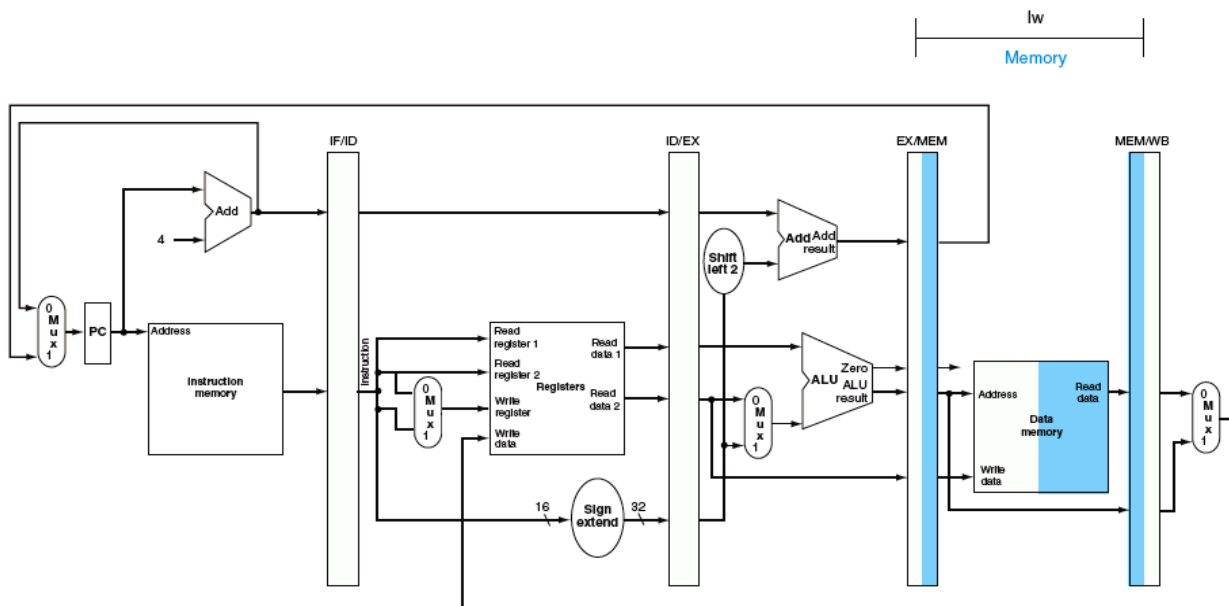 lw
Memory
IF/ID
ID/EX
EX/MEM
MEM/WB
Add
4
Shift
left 2
Add Add
result
0
M
u
x
1
PC
Address
Instruction
memory
Instruction
Read
register 1
Read
register 2
Write
register
Write
data
Registers
Read
data 1
Read
data 2
0
M
u
x
1
16
Sign
extend
32
0
M
u
x
1
Zero
ALU
ALU
result
Address
Read
data
Data
memory
Write
data
0
M
u
x
1